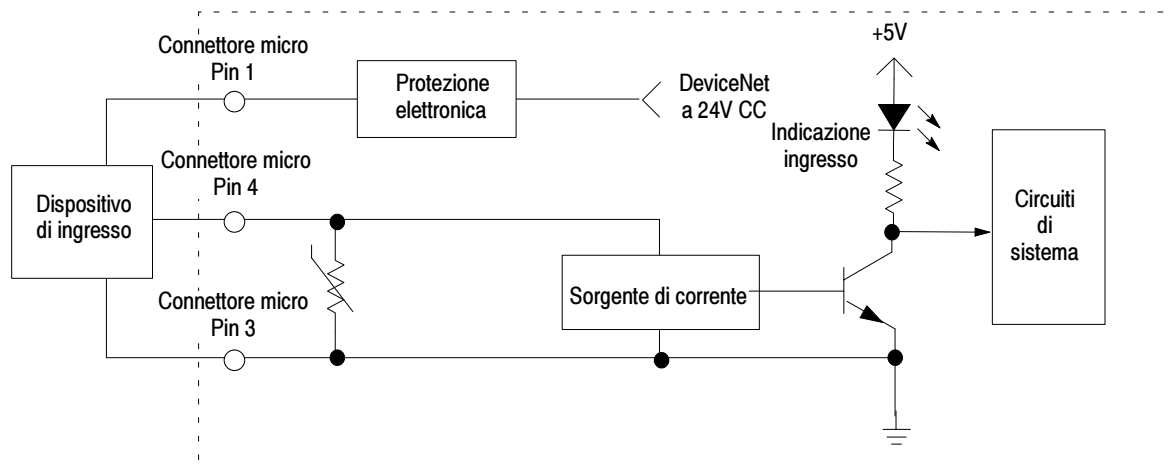 +5V
Connettore micro
Pin 1
Protezione
elettronica
DeviceNet
a 24V CC
Indicazione
ingresso
Connettore micro
Pin 4
Dispositivo
di ingresso
Circuiti
di
sistema
Sorgente di corrente
Connettore micro
Pin 3